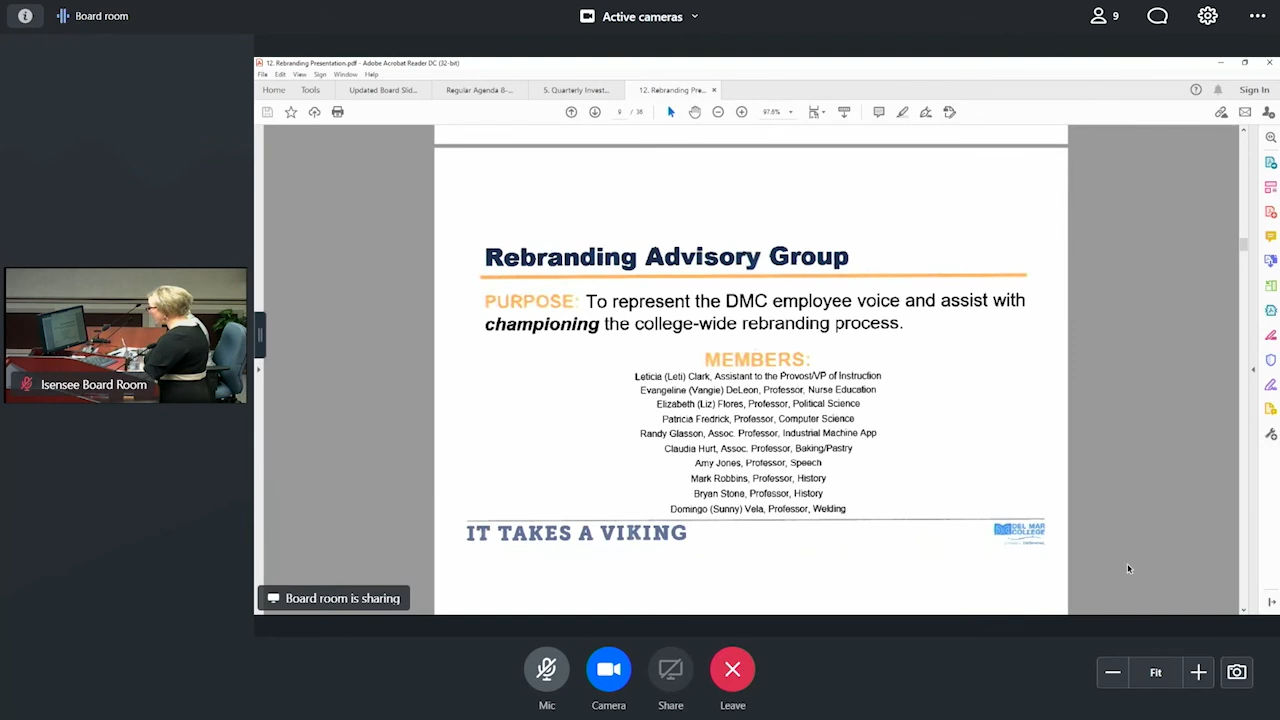 Board room
Active cameras
9
12. Rebranding Presentation.pdf - Adobe Acrobat Reader DC (32-bit)
File Edit View Sign Window Help
Home Tools Updated Board Slid... Regular Agenda 8-... 5. Quarterly Invest... 12. Rebranding Pre... Sign In
9 / 36 97.6%
Rebranding Advisory Group
PURPOSE: To represent the DMC employee voice and assist with
championing the college-wide rebranding process.
MEMBERS:
Leticia (Leti) Clark, Assistant to the Provost/VP of Instruction
Evangeline (Vangie) DeLeon, Professor, Nurse Education
Elizabeth (Liz) Flores, Professor, Political Science
Patricia Fredrick, Professor, Computer Science
Randy Glasson, Assoc. Professor, Industrial Machine App
Claudia Hurt, Assoc. Professor, Baking/Pastry
Amy Jones, Professor, Speech
Mark Robbins, Professor, History
Bryan Stone, Professor, History
Domingo (Sunny) Vela, Professor, Welding
IT TAKES A VIKING
DEL MAR
COLLEGE
Isensee Board Room
Board room is sharing
Mic Camera Share Leave
Fit